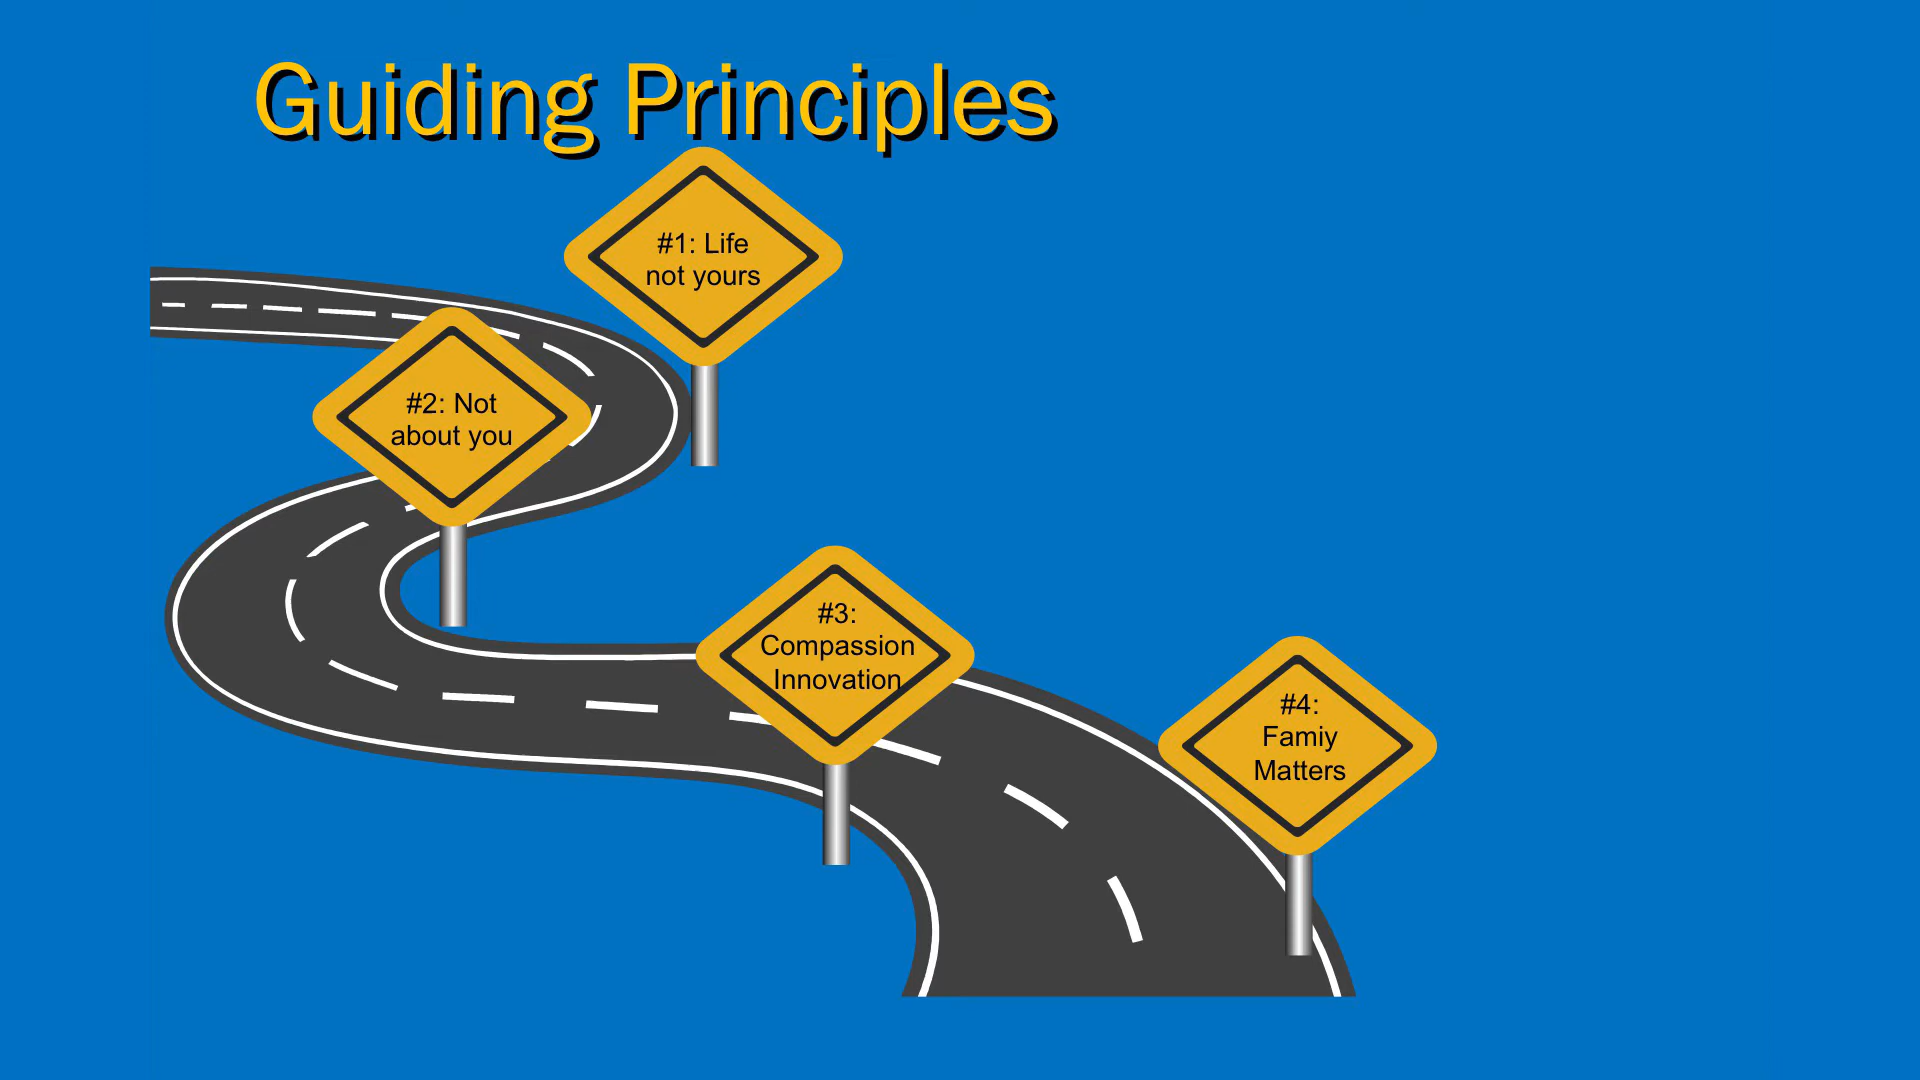 Guiding Principles
#1: Life
not yours
#2: Not
about you
#3:
Compassion
Innovation
#4:
Famiy
Matters